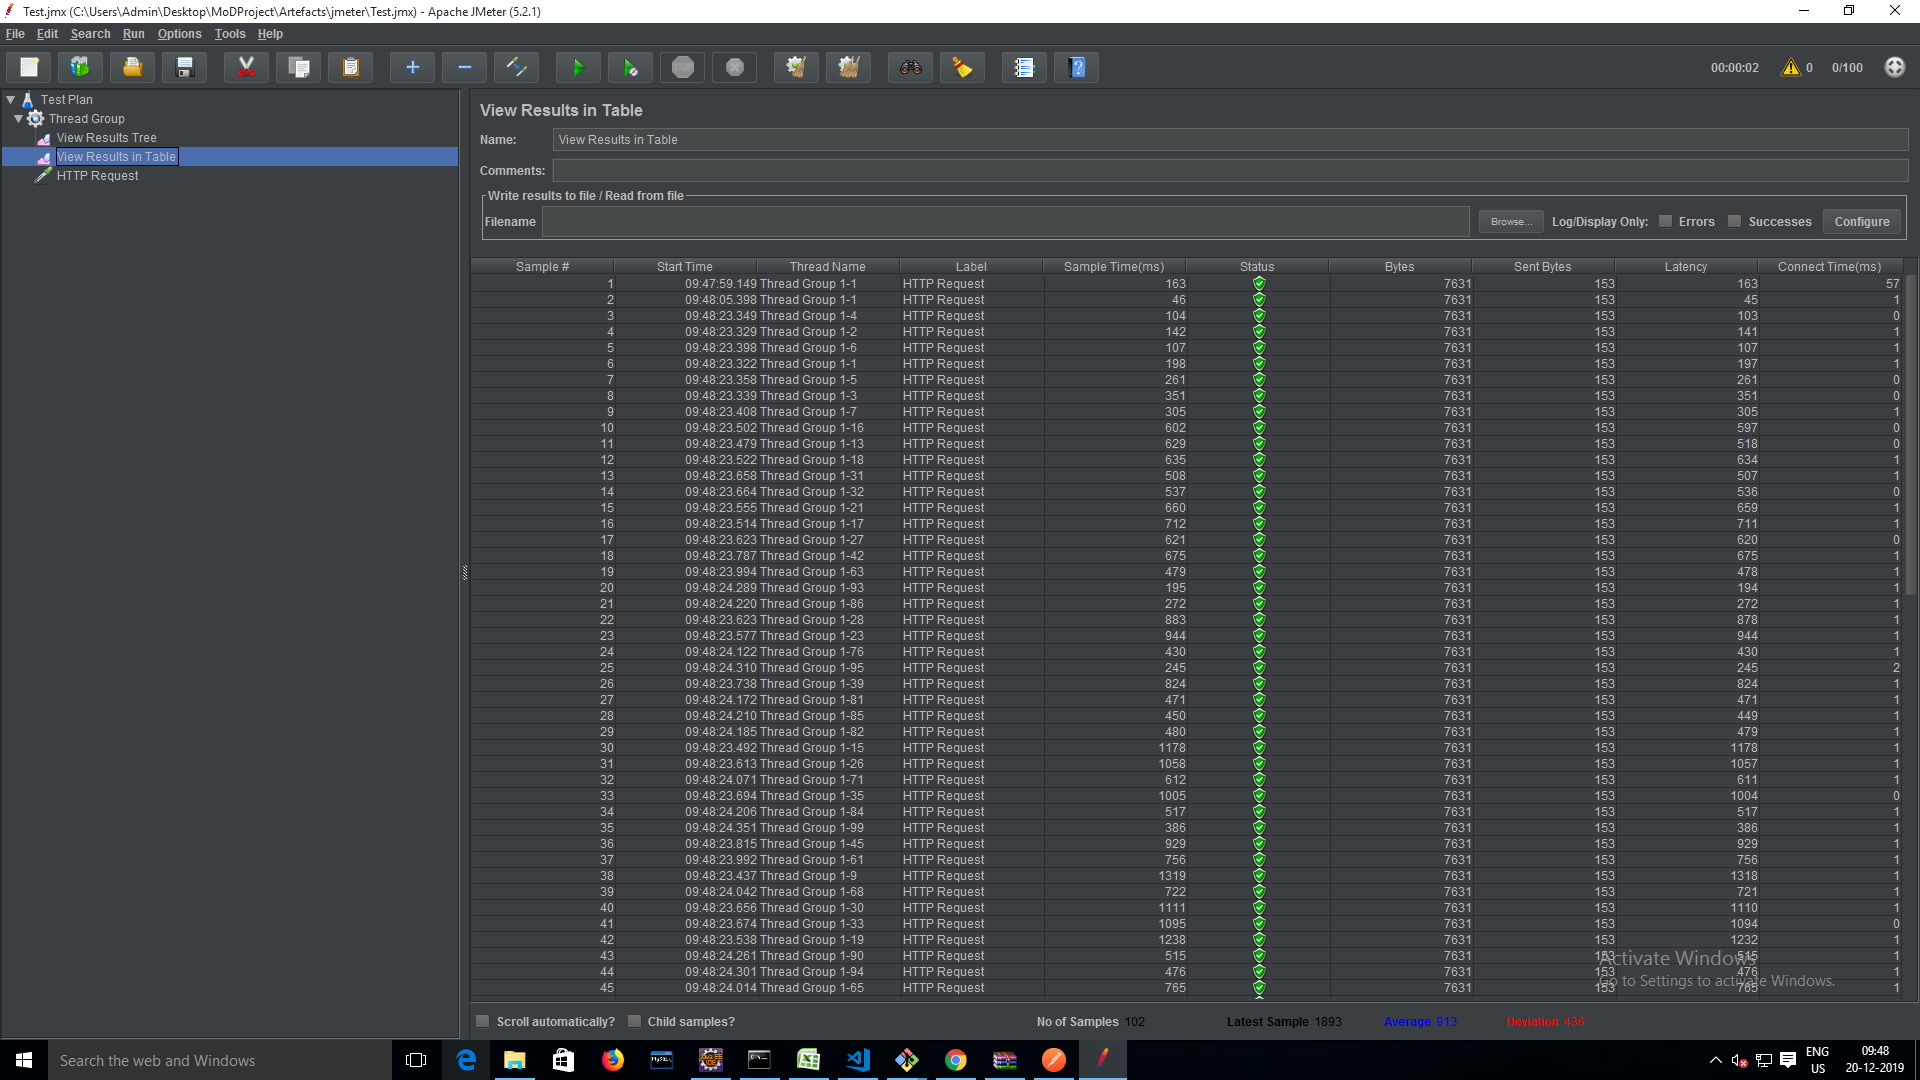 Test.jmx (C:\Users\Admin\Desktop\MoDProject\Artefacts\jmeter\Test.jmx) - Apache JMeter (5.2.1)
File Edit Search Run Options Tools Help
00:00:02 0 0/100
Test Plan
Thread Group
View Results Tree
View Results in Table
HTTP Request
View Results in Table
Name: View Results in Table
Comments:
Write results to file / Read from file
Filename Browse... Log/Display Only: Errors Successes Configure
Sample # Start Time Thread Name Label Sample Time(ms) Status Bytes Sent Bytes Latency Connect Time(ms)
1 09:47:59.149 Thread Group 1-1 HTTP Request 163 7631 153 163 57
2 09:48:05.398 Thread Group 1-1 HTTP Request 46 7631 153 45 1
3 09:48:23.349 Thread Group 1-4 HTTP Request 104 7631 153 103 0
4 09:48:23.329 Thread Group 1-2 HTTP Request 142 7631 153 141 1
5 09:48:23.398 Thread Group 1-6 HTTP Request 107 7631 153 107 1
6 09:48:23.322 Thread Group 1-1 HTTP Request 198 7631 153 197 1
7 09:48:23.358 Thread Group 1-5 HTTP Request 261 7631 153 261 0
8 09:48:23.339 Thread Group 1-3 HTTP Request 351 7631 153 351 0
9 09:48:23.408 Thread Group 1-7 HTTP Request 305 7631 153 305 1
10 09:48:23.502 Thread Group 1-16 HTTP Request 602 7631 153 597 0
11 09:48:23.479 Thread Group 1-13 HTTP Request 629 7631 153 518 0
12 09:48:23.522 Thread Group 1-18 HTTP Request 635 7631 153 634 1
13 09:48:23.658 Thread Group 1-31 HTTP Request 508 7631 153 507 1
14 09:48:23.664 Thread Group 1-32 HTTP Request 537 7631 153 536 0
15 09:48:23.555 Thread Group 1-21 HTTP Request 660 7631 153 659 1
16 09:48:23.514 Thread Group 1-17 HTTP Request 712 7631 153 711 1
17 09:48:23.623 Thread Group 1-27 HTTP Request 621 7631 153 620 0
18 09:48:23.787 Thread Group 1-42 HTTP Request 675 7631 153 675 1
19 09:48:23.994 Thread Group 1-63 HTTP Request 479 7631 153 478 1
20 09:48:24.289 Thread Group 1-93 HTTP Request 195 7631 153 194 1
21 09:48:24.220 Thread Group 1-86 HTTP Request 272 7631 153 272 1
22 09:48:23.623 Thread Group 1-28 HTTP Request 883 7631 153 878 1
23 09:48:23.577 Thread Group 1-23 HTTP Request 944 7631 153 944 1
24 09:48:24.122 Thread Group 1-76 HTTP Request 430 7631 153 430 1
25 09:48:24.310 Thread Group 1-95 HTTP Request 245 7631 153 245 2
26 09:48:23.738 Thread Group 1-39 HTTP Request 824 7631 153 824 1
27 09:48:24.172 Thread Group 1-81 HTTP Request 471 7631 153 471 1
28 09:48:24.210 Thread Group 1-85 HTTP Request 450 7631 153 449 1
29 09:48:24.185 Thread Group 1-82 HTTP Request 480 7631 153 479 1
30 09:48:23.492 Thread Group 1-15 HTTP Request 1178 7631 153 1178 1
31 09:48:23.613 Thread Group 1-26 HTTP Request 1058 7631 153 1057 1
32 09:48:24.071 Thread Group 1-71 HTTP Request 612 7631 153 611 1
33 09:48:23.694 Thread Group 1-35 HTTP Request 1005 7631 153 1004 0
34 09:48:24.206 Thread Group 1-84 HTTP Request 517 7631 153 517 1
35 09:48:24.351 Thread Group 1-99 HTTP Request 386 7631 153 386 1
36 09:48:23.815 Thread Group 1-45 HTTP Request 929 7631 153 929 1
37 09:48:23.992 Thread Group 1-61 HTTP Request 756 7631 153 756 1
38 09:48:23.437 Thread Group 1-9 HTTP Request 1319 7631 153 1318 1
39 09:48:24.042 Thread Group 1-68 HTTP Request 722 7631 153 721 1
40 09:48:23.656 Thread Group 1-30 HTTP Request 1111 7631 153 1110 1
41 09:48:23.674 Thread Group 1-33 HTTP Request 1095 7631 153 1094 0
42 09:48:23.538 Thread Group 1-19 HTTP Request 1238 7631 153 1232 1
43 09:48:24.261 Thread Group 1-90 HTTP Request 515 7631 153 515 1
44 09:48:24.301 Thread Group 1-94 HTTP Request 476 7631 153 476 1
45 09:48:24.014 Thread Group 1-65 HTTP Request 765 7631 153 765 1
Activate Windows
Go to Settings to activate Windows.
Scroll automatically? Child samples? No of Samples 102 Latest Sample 1893 Average 913 Deviation 436
Search the web and Windows
ENG
US
09:48
20-12-2019